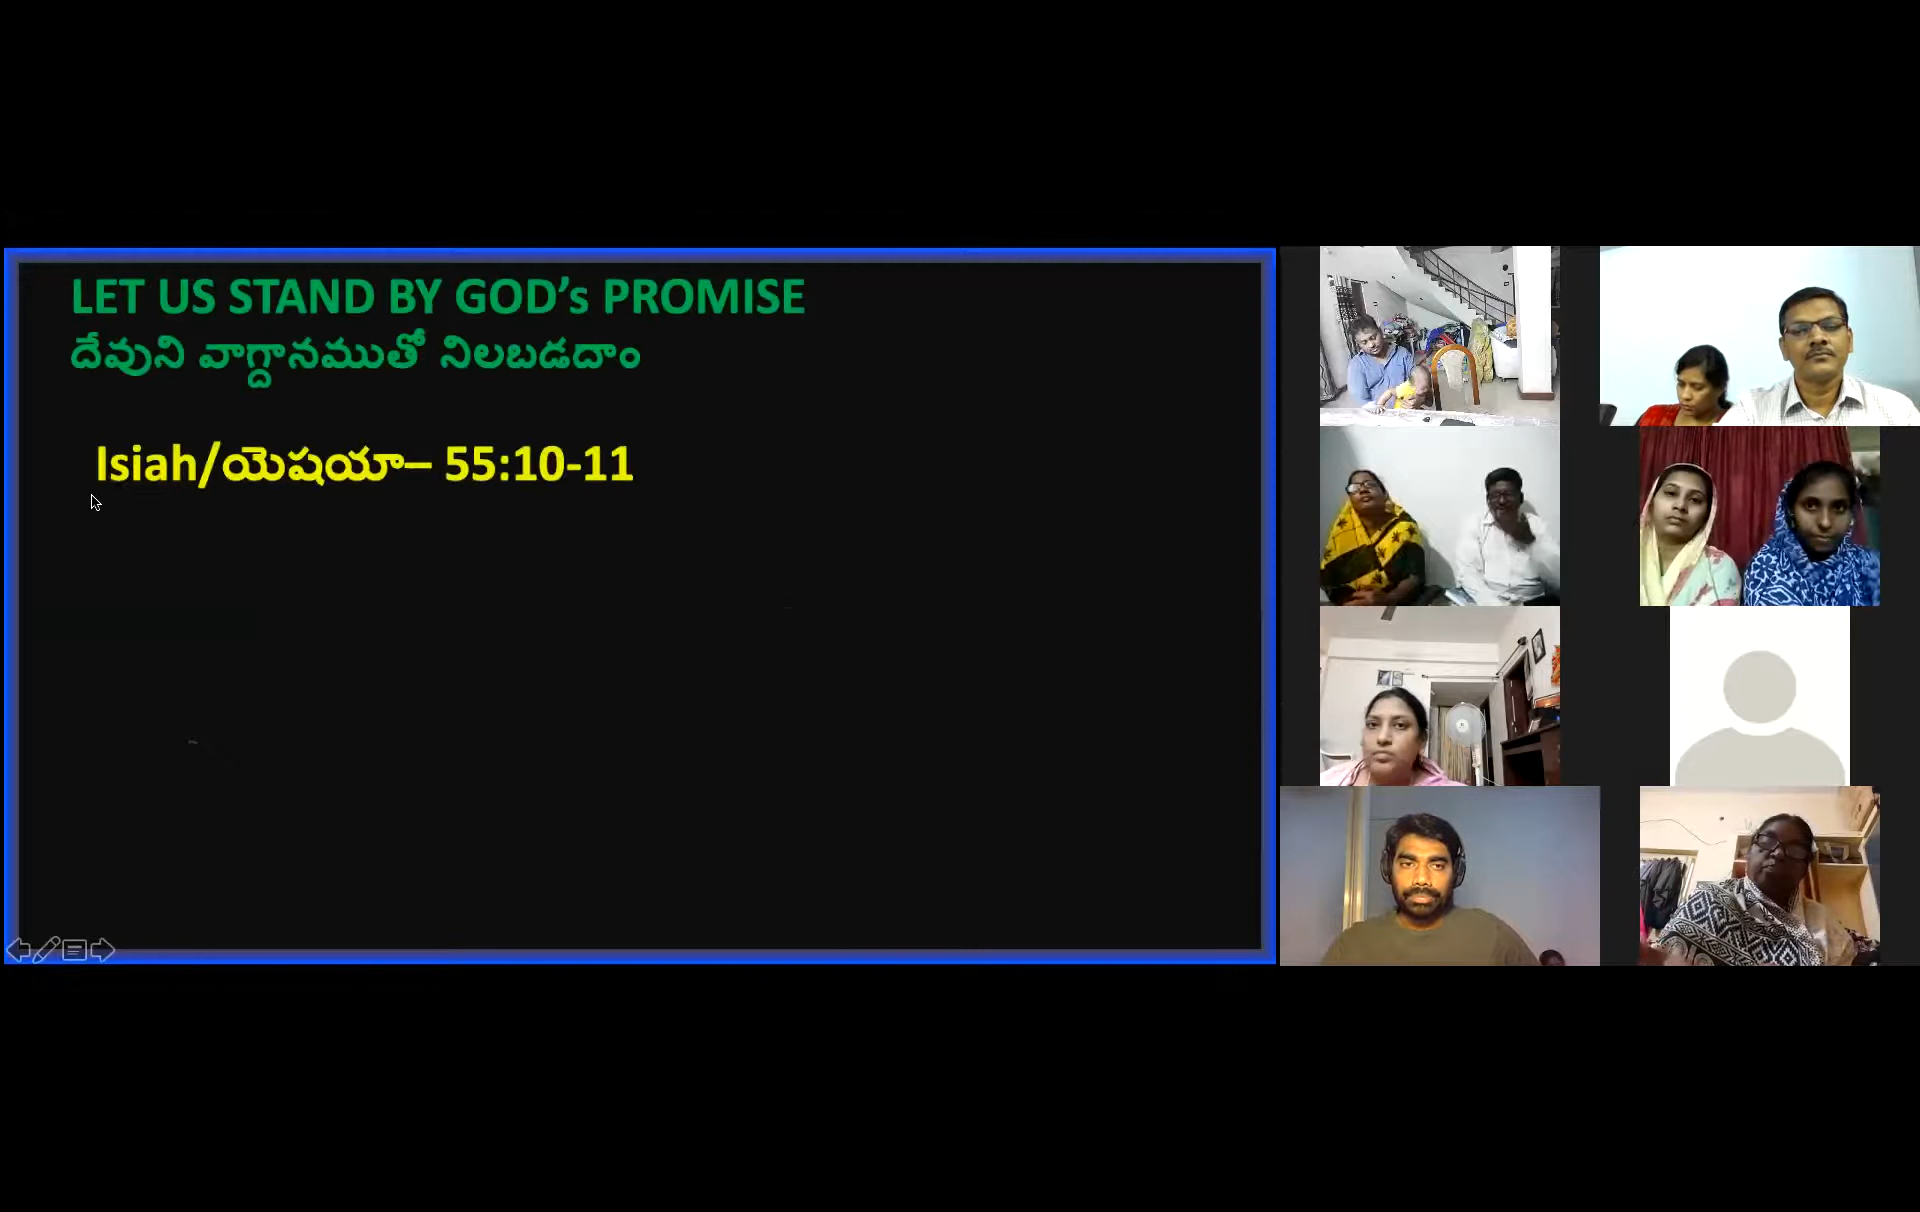 LET US STAND BY GOD's PROMISE
దేవుని వాగ్దానముతో నిలబడదాం
Isiah/యెషయా– 55:10-11